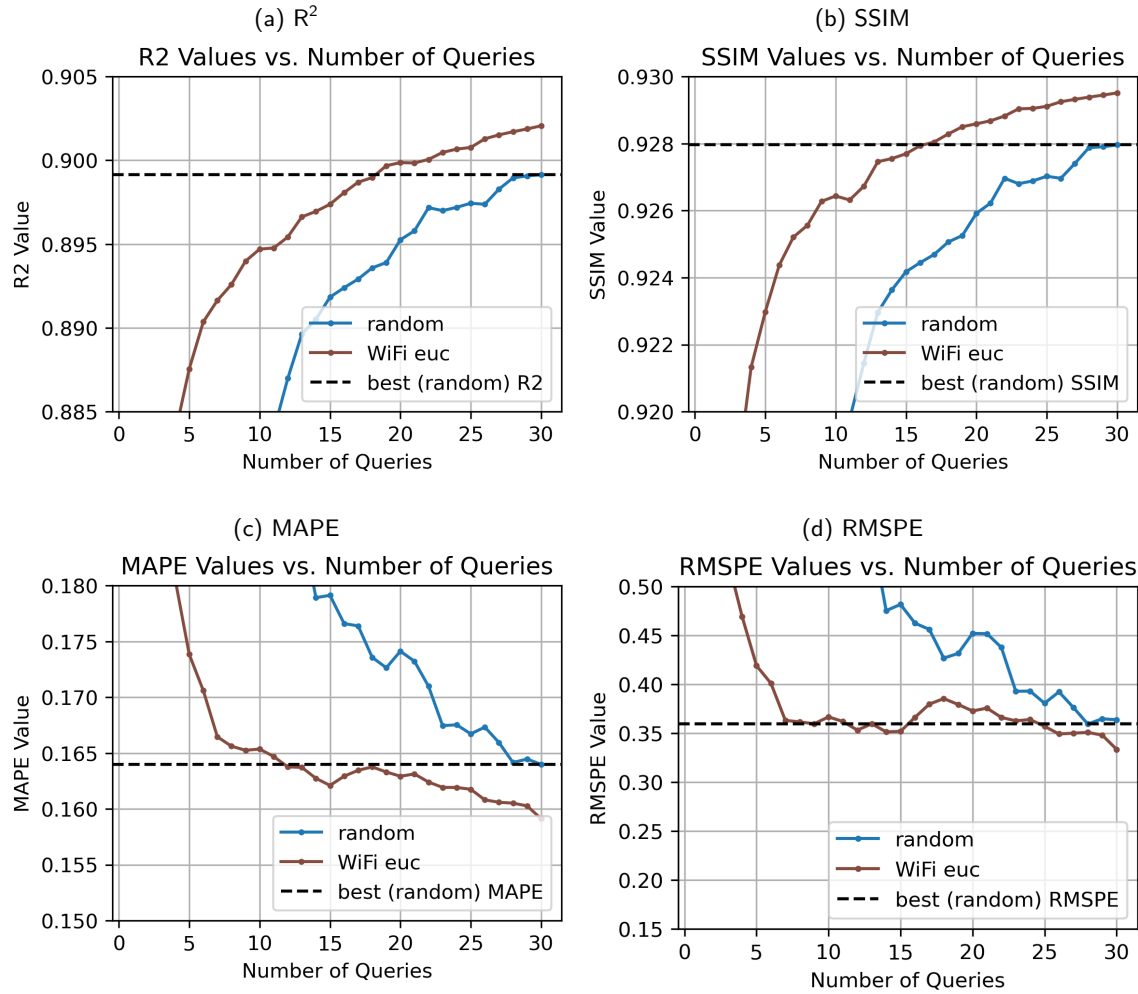 (a) R²
R2 Values vs. Number of Queries
0.905
0.900
0.895
0.890
0.885
R2 Value
random
WiFi euc
best (random) R2
0 5 10 15 20 25 30
Number of Queries
(b) SSIM
SSIM Values vs. Number of Queries
0.930
0.928
0.926
0.924
0.922
0.920
SSIM Value
random
WiFi euc
best (random) SSIM
0 5 10 15 20 25 30
Number of Queries
(c) MAPE
MAPE Values vs. Number of Queries
0.180
0.175
0.170
0.165
0.160
0.155
0.150
MAPE Value
random
WiFi euc
best (random) MAPE
0 5 10 15 20 25 30
Number of Queries
(d) RMSPE
RMSPE Values vs. Number of Queries
0.50
0.45
0.40
0.35
0.30
0.25
0.20
0.15
RMSPE Value
random
WiFi euc
best (random) RMSPE
0 5 10 15 20 25 30
Number of Queries